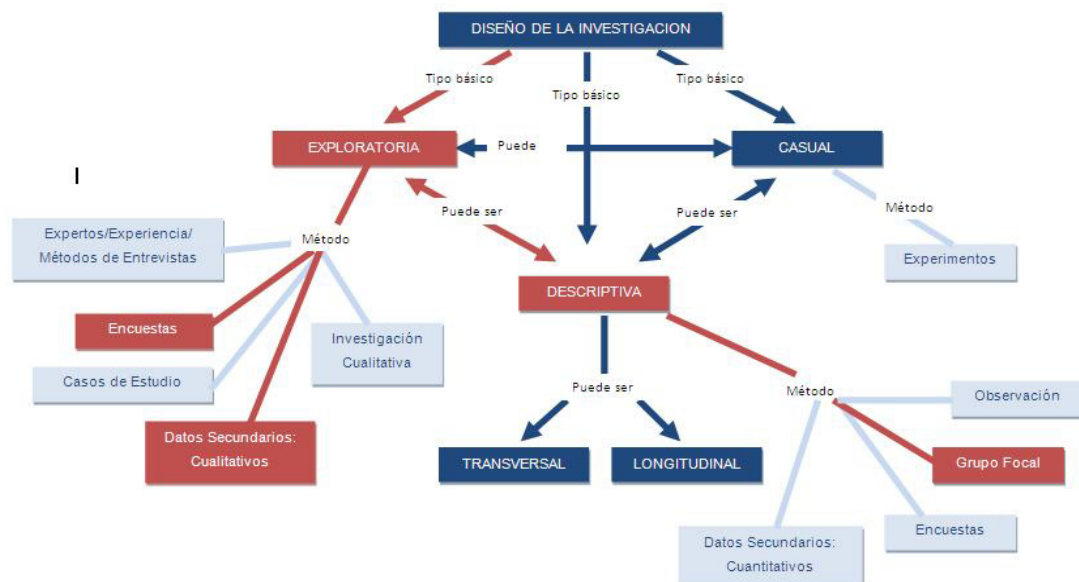 DISEÑO DE LA INVESTIGACION
Tipo básico
Tipo básico
Tipo básico
EXPLORATORIA
Puede
CASUAL
I
Puede ser
Puede ser
Método
Expertos/Experiencia/
Métodos de Entrevistas
Método
Experimentos
DESCRIPTIVA
Encuestas
Investigación
Cualitativa
Casos de Estudio
Puede ser
Método
Observación
Datos Secundarios:
Cualitativos
TRANSVERSAL
LONGITUDINAL
Grupo Focal
Datos Secundarios:
Cuantitativos
Encuestas